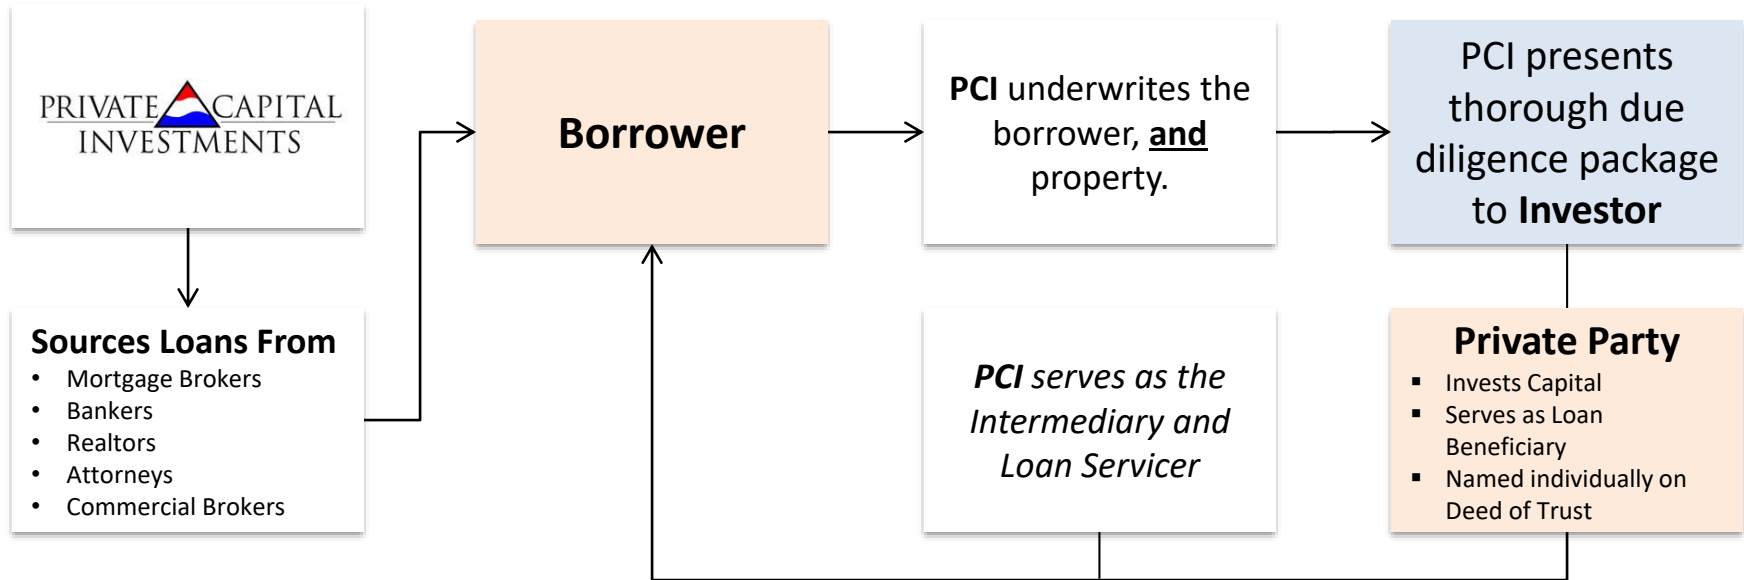 PRIVATE CAPITAL
INVESTMENTS
Sources Loans From
• Mortgage Brokers
• Bankers
• Realtors
• Attorneys
• Commercial Brokers
Borrower
PCI underwrites the
borrower, and
property.
PCI presents
thorough due
diligence package
to Investor
PCI serves as the
Intermediary and
Loan Servicer
Private Party
▪ Invests Capital
▪ Serves as Loan
Beneficiary
▪ Named individually on
Deed of Trust